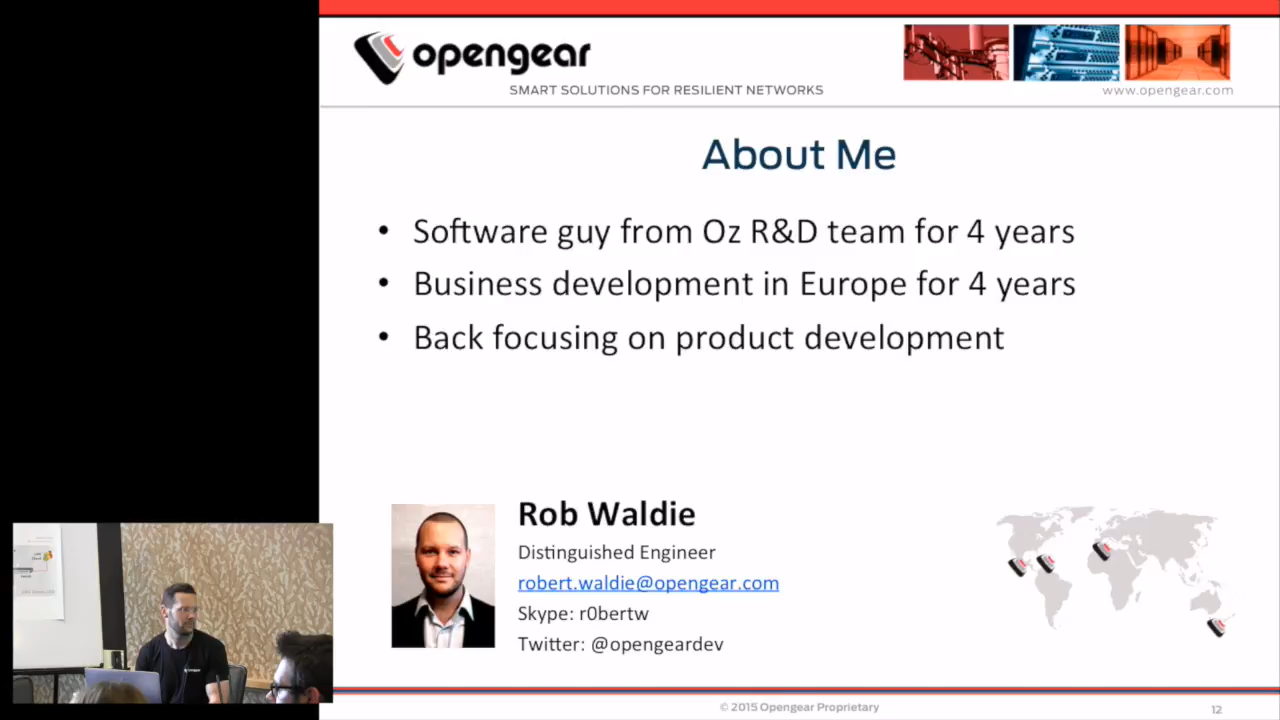 opengear
SMART SOLUTIONS FOR RESILIENT NETWORKS
www.opengear.com
About Me
• Software guy from Oz R&D team for 4 years
• Business development in Europe for 4 years
• Back focusing on product development
Rob Waldie
Distinguished Engineer
robert.waldie@opengear.com
Skype: r0bertw
Twitter: @opengeardev
opengear
© 2015 Opengear Proprietary
12